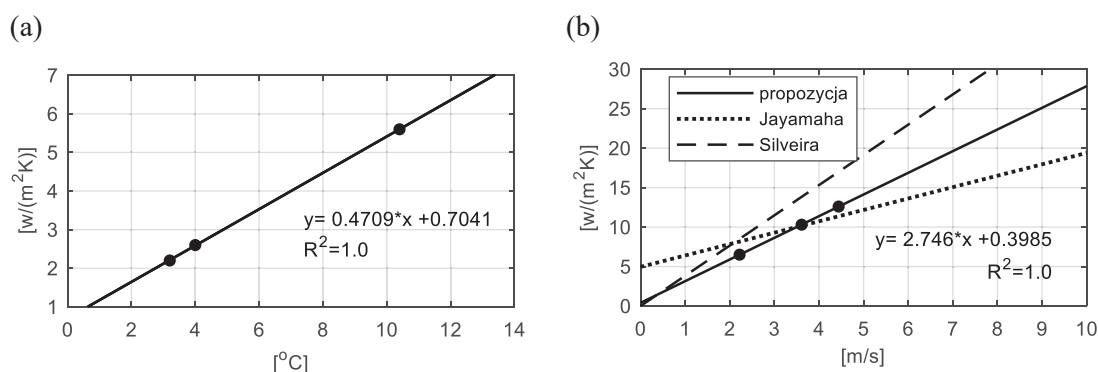 (a)
[w/(m²K)]
7
6
5
4
3
2
1
y= 0.4709*x +0.7041
R²=1.0
0 2 4 6 8 10 12 14
[°C]
(b)
[w/(m²K)]
30
25
20
15
10
5
0
propozycja
Jayamaha
Silveira
y= 2.746*x +0.3985
R²=1.0
0 1 2 3 4 5 6 7 8 9 10
[m/s]